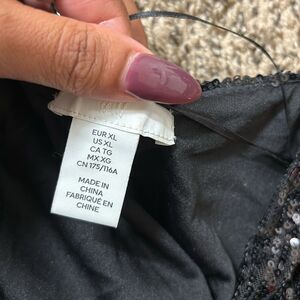 EUR XL
US XL
CA TG
MX XG
CN 175/116A
MADE IN
CHINA
FABRIQUÉ EN
CHINE